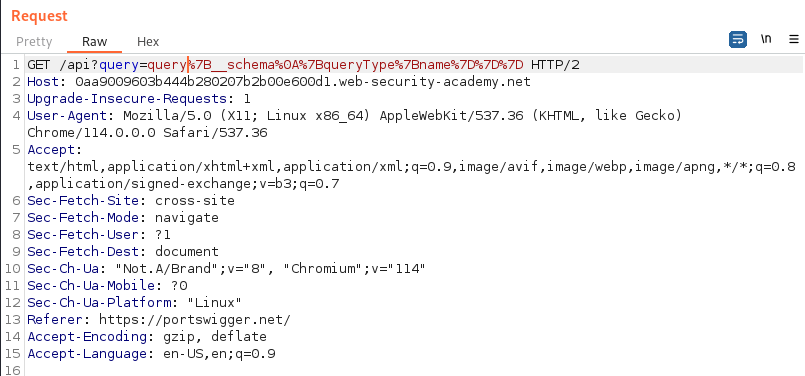 Request
Pretty Raw Hex
\n
1 GET /api?query=query%7B__schema%0A%7BqueryType%7Bname%7D%7D%7D HTTP/2
2 Host: 0aa9009603b444b280207b2b00e600d1.web-security-academy.net
3 Upgrade-Insecure-Requests: 1
4 User-Agent: Mozilla/5.0 (X11; Linux x86_64) AppleWebKit/537.36 (KHTML, like Gecko)
Chrome/114.0.0.0 Safari/537.36
5 Accept:
text/html,application/xhtml+xml,application/xml;q=0.9,image/avif,image/webp,image/apng,*/*;q=0.8
,application/signed-exchange;v=b3;q=0.7
6 Sec-Fetch-Site: cross-site
7 Sec-Fetch-Mode: navigate
8 Sec-Fetch-User: ?1
9 Sec-Fetch-Dest: document
10 Sec-Ch-Ua: "Not.A/Brand";v="8", "Chromium";v="114"
11 Sec-Ch-Ua-Mobile: ?0
12 Sec-Ch-Ua-Platform: "Linux"
13 Referer: https://portswigger.net/
14 Accept-Encoding: gzip, deflate
15 Accept-Language: en-US,en;q=0.9
16